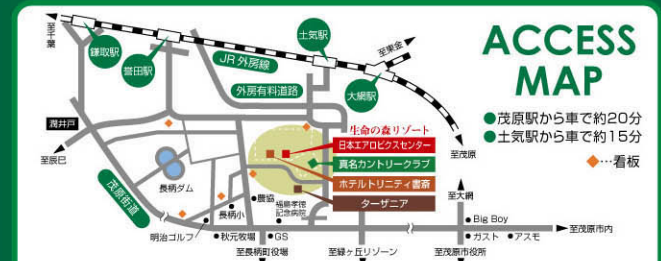 ACCESS
MAP
●茂原駅から車で約20分
●土気駅から車で約15分
◆…看板
至千葉
鎌取駅
誉田駅
JR外房線
外房有料道路
土気駅
至東金
大網駅
至茂原
潤井戸
至辰巳
茂原街道
長柄ダム
生命の森リゾート
日本エアロビクスセンター
真名カントリークラブ
ホテルトリニティ書斎
ターザニア
長柄小
農協
福島孝徳
記念病院
明治ゴルフ
秋元牧場
GS
至大網
Big Boy
ガスト
アスモ
至茂原市内
至長柄町役場
至緑ヶ丘リゾーン
至茂原市役所